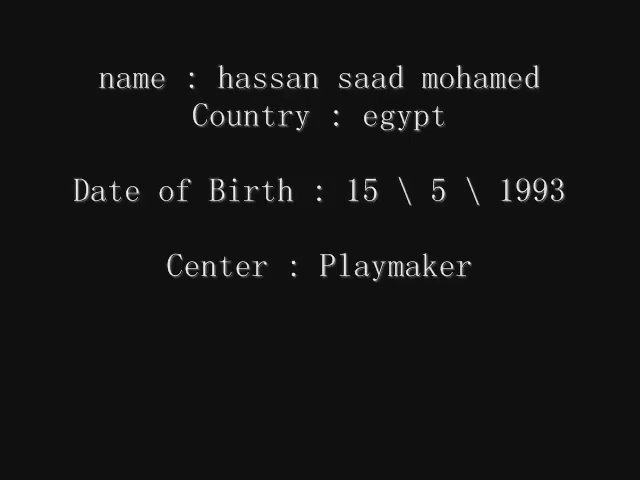 name : hassan saad mohamed
Country : egypt
Date of Birth : 15 \ 5 \ 1993
Center : Playmaker